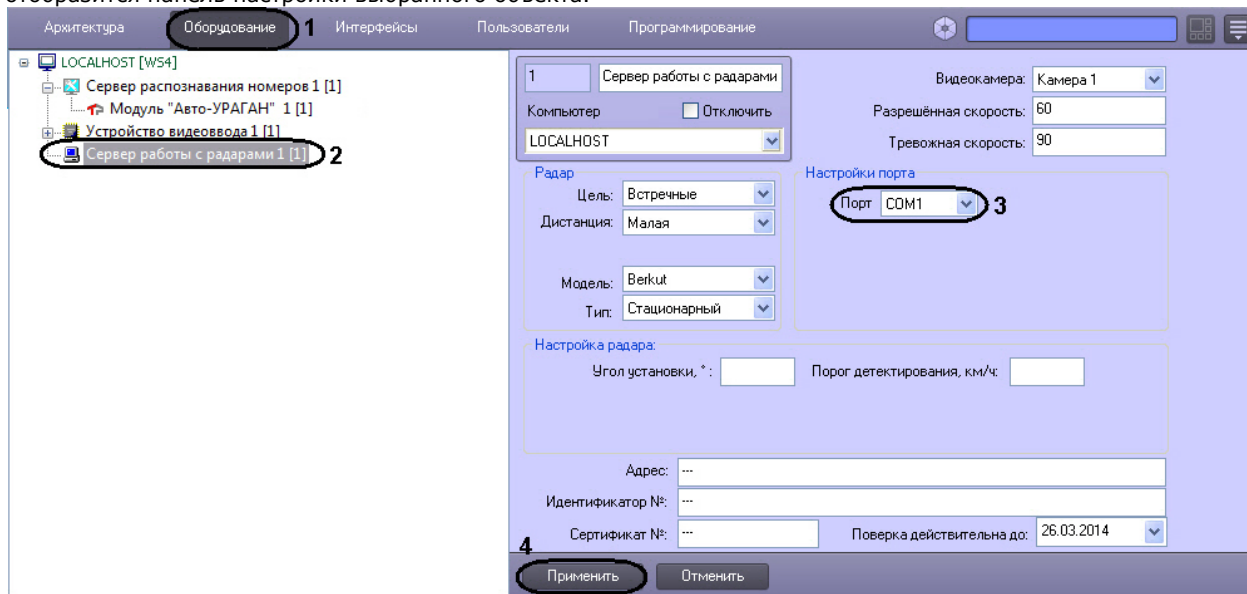 отобразится панель настройки выбранного объекта.
Архитектура Оборудование 1 Интерфейсы Пользователи Программирование
LOCALHOST [WS4]
Сервер распознавания номеров 1 [1]
Модуль "Авто-УРАГАН" 1 [1]
Устройство видеоввода 1 [1]
Сервер работы с радарами 1 [1] 2
1 Сервер работы с радарами
Компьютер Отключить
LOCALHOST
Видеокамера: Камера 1
Разрешённая скорость: 60
Тревожная скорость: 90
Радар
Цель: Встречные
Дистанция: Малая
Модель: Berkut
Тип: Стационарный
Настройки порта
Порт COM1 3
Настройка радара:
Угол установки, ° : Порог детектирования, км/ч:
Адрес: ---
Идентификатор №: ---
Сертификат №: --- Поверка действительна до: 26.03.2014
4
Применить Отменить